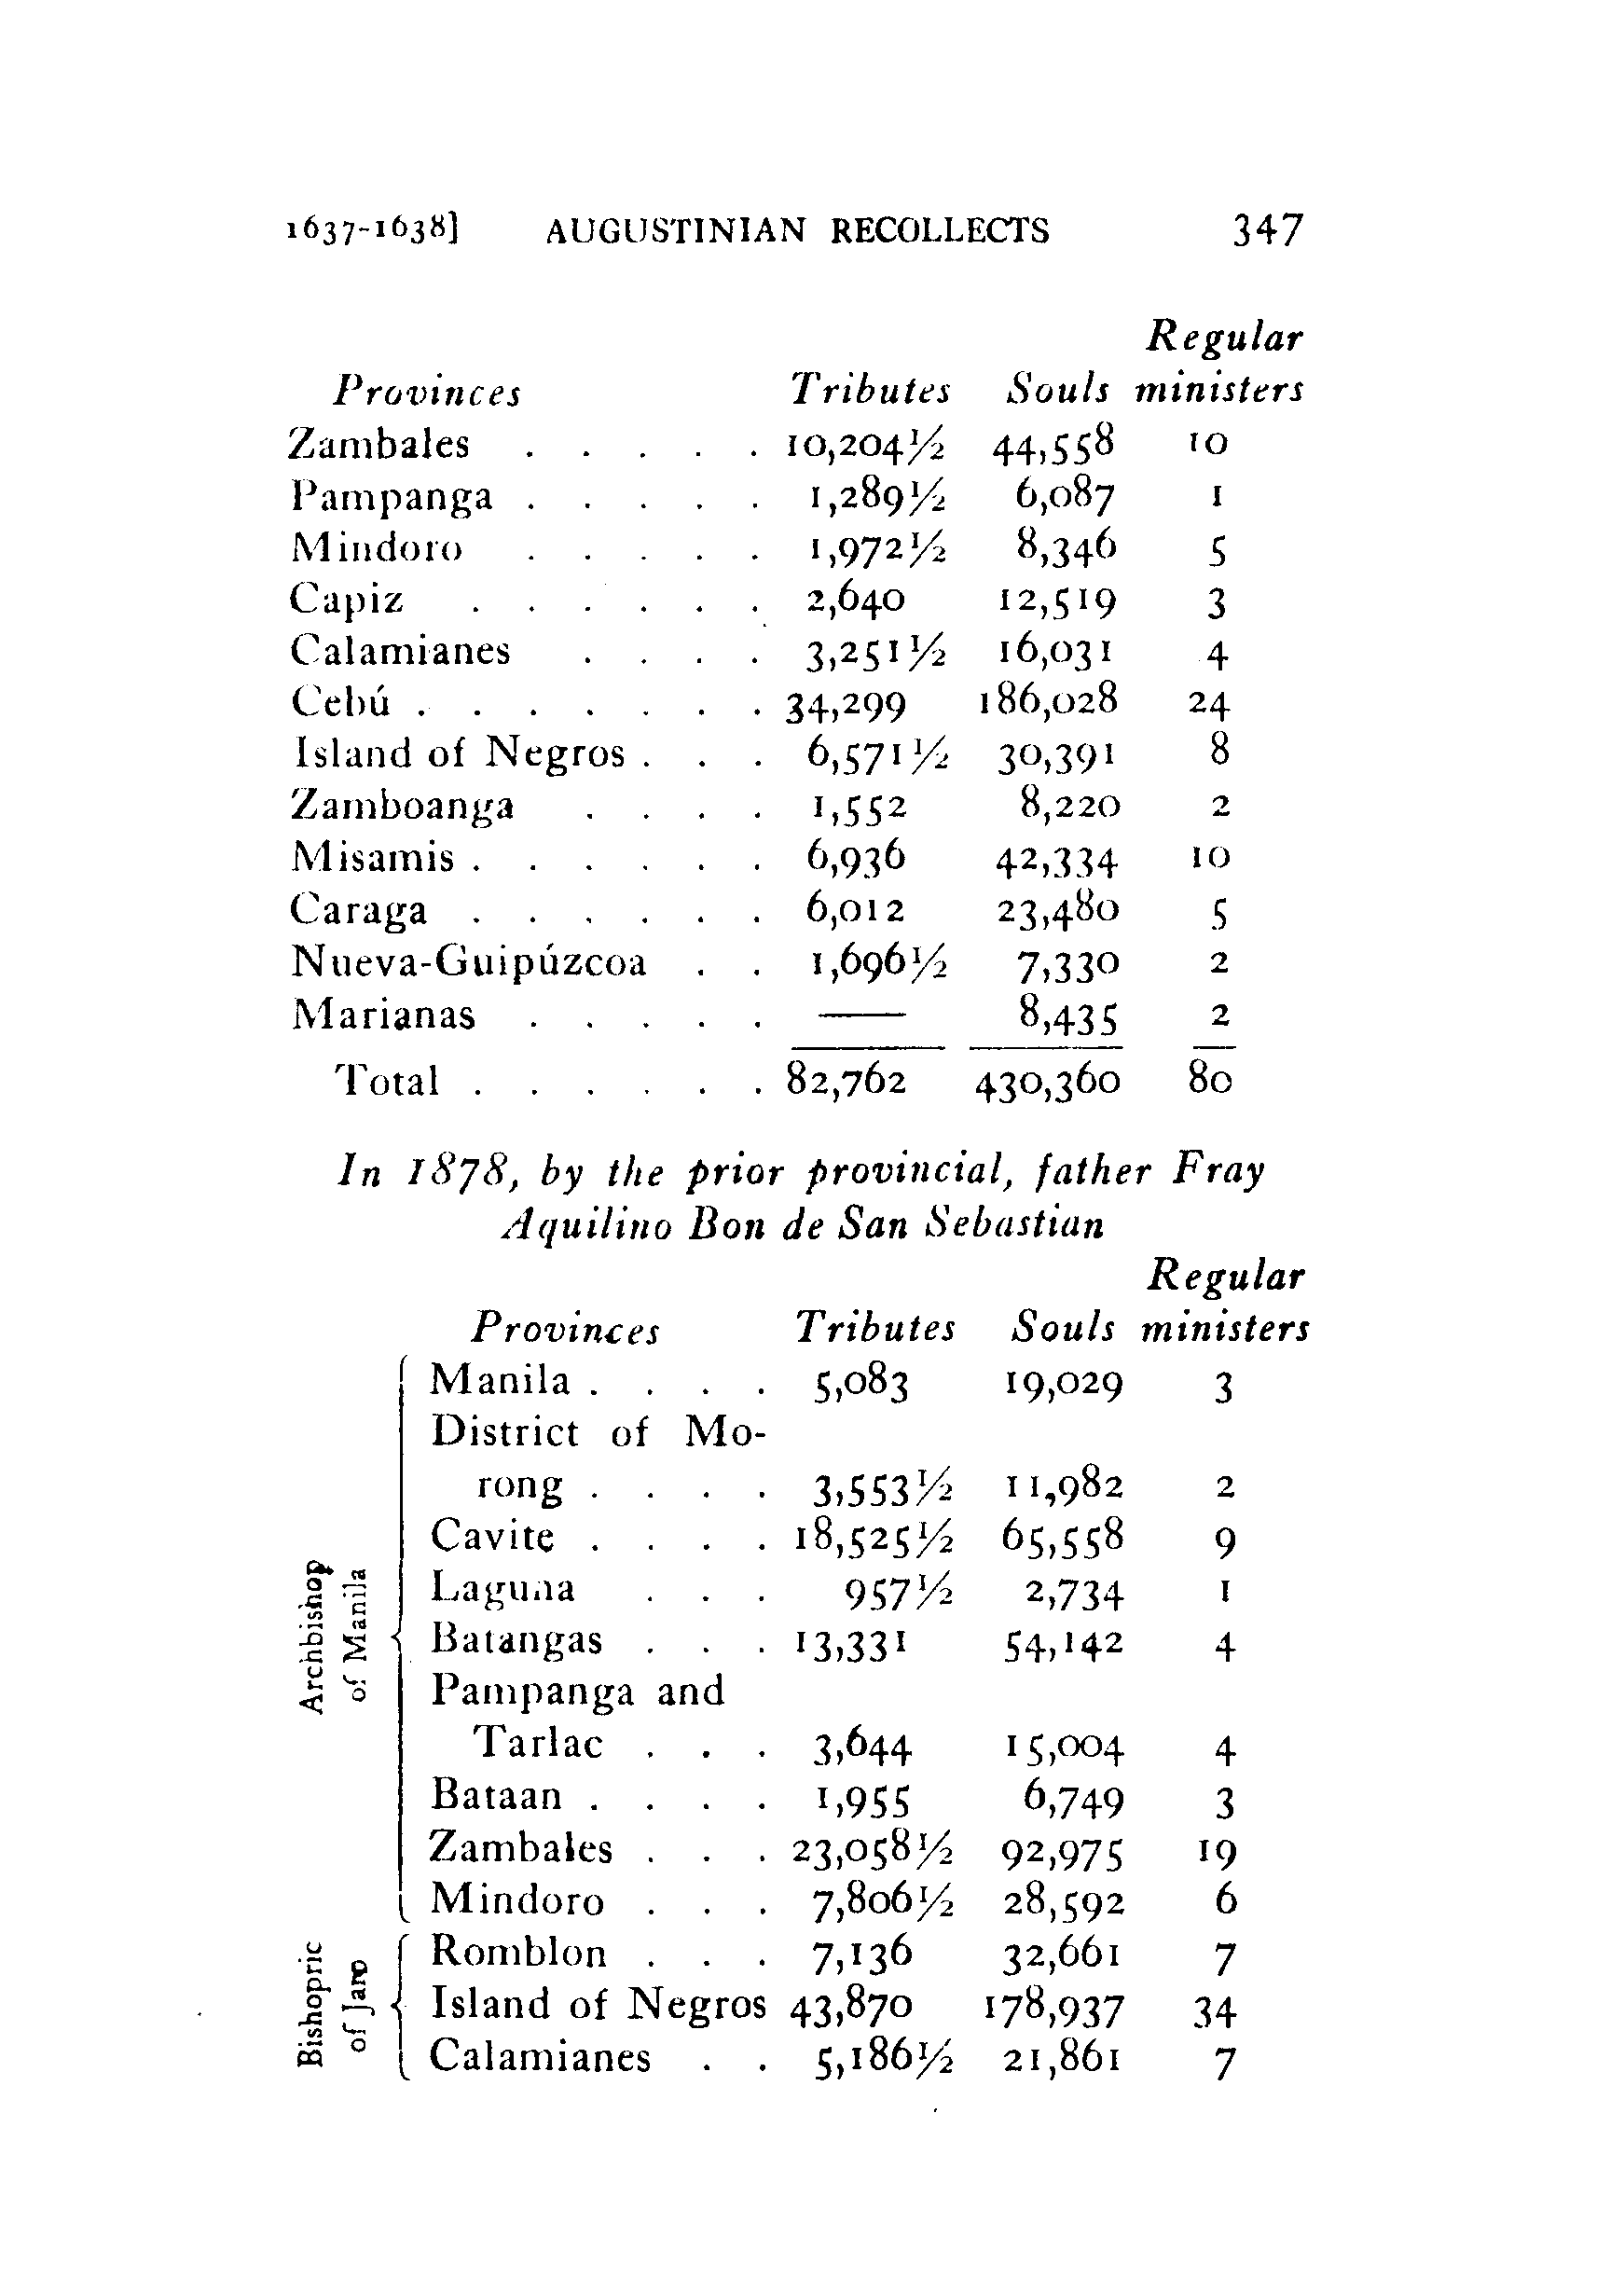 1637-1638] AUGUSTINIAN RECOLLECTS 347
Regular
Provinces Tributes Souls ministers
Zambales . . . . . 10,204½ 44,558 10
Pampanga . . . . . 1,289½ 6,087 1
Mindoro . . . . . 1,972½ 8,346 5
Capiz . . . . . . 2,640 12,519 3
Calamianes . . . . 3,251½ 16,031 4
Cebú . . . . . . . 34,299 186,028 24
Island of Negros . . . 6,571½ 30,391 8
Zamboanga . . . . 1,552 8,220 2
Misamis . . . . . . 6,936 42,334 10
Caraga . . . . . . 6,012 23,480 5
Nueva-Guipúzcoa . . 1,696½ 7,330 2
Marianas . . . . . —— 8,435 2
Total . . . . . . 82,762 430,360 80
In 1878, by the prior provincial, father Fray
Aquilino Bon de San Sebastian
Regular
Provinces Tributes Souls ministers
Archbishop
of Manila
Manila . . . . 5,083 19,029 3
District of Mo-
rong . . . . 3,553½ 11,982 2
Cavite . . . . 18,525½ 65,558 9
Laguna . . . 957½ 2,734 1
Batangas . . . 13,331 54,142 4
Pampanga and
Tarlac . . . 3,644 15,004 4
Bataan . . . . 1,955 6,749 3
Zambales . . . 23,058½ 92,975 19
Mindoro . . . 7,806½ 28,592 6
Bishopric
of Jaro
Romblon . . . 7,136 32,661 7
Island of Negros 43,870 178,937 34
Calamianes . . 5,186½ 21,861 7